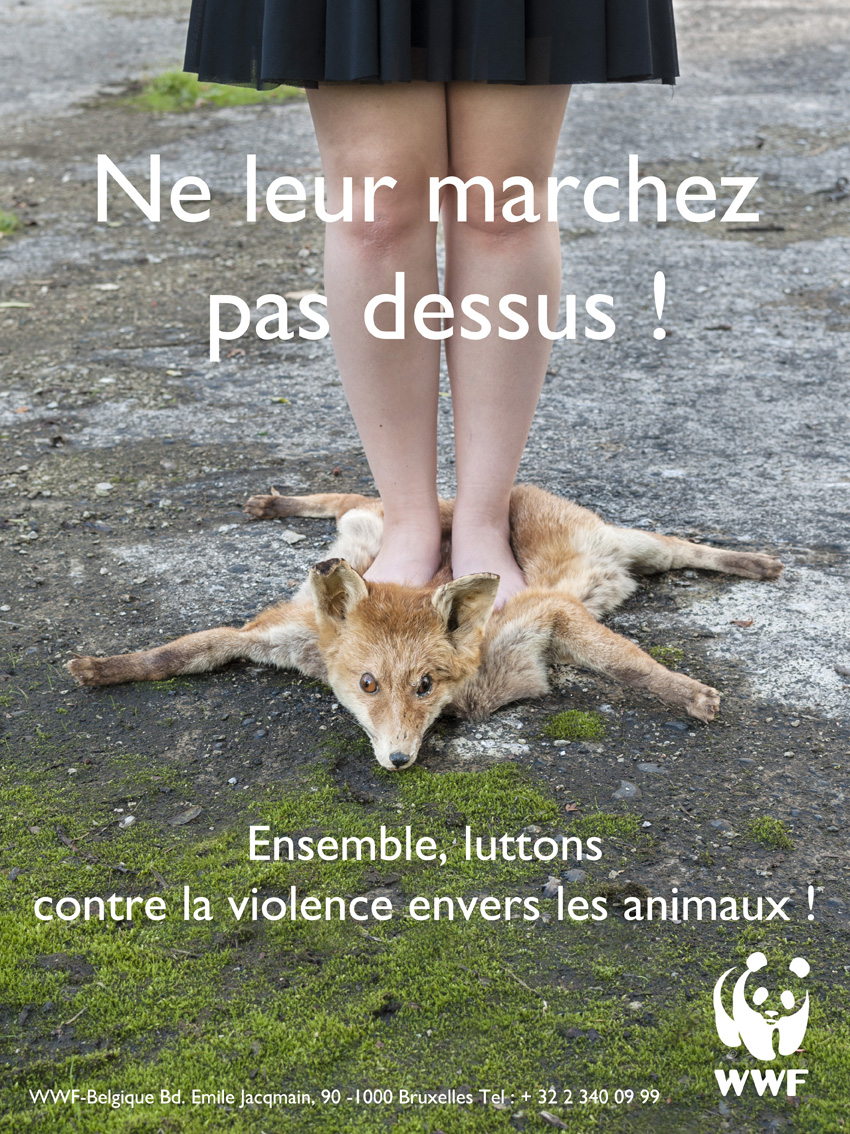 Ne leur marchez
pas dessus !
Ensemble, luttons
contre la violence envers les animaux !
WWF
WWF-Belgique Bd. Emile Jacqmain, 90 -1000 Bruxelles Tel : + 32 2 340 09 99